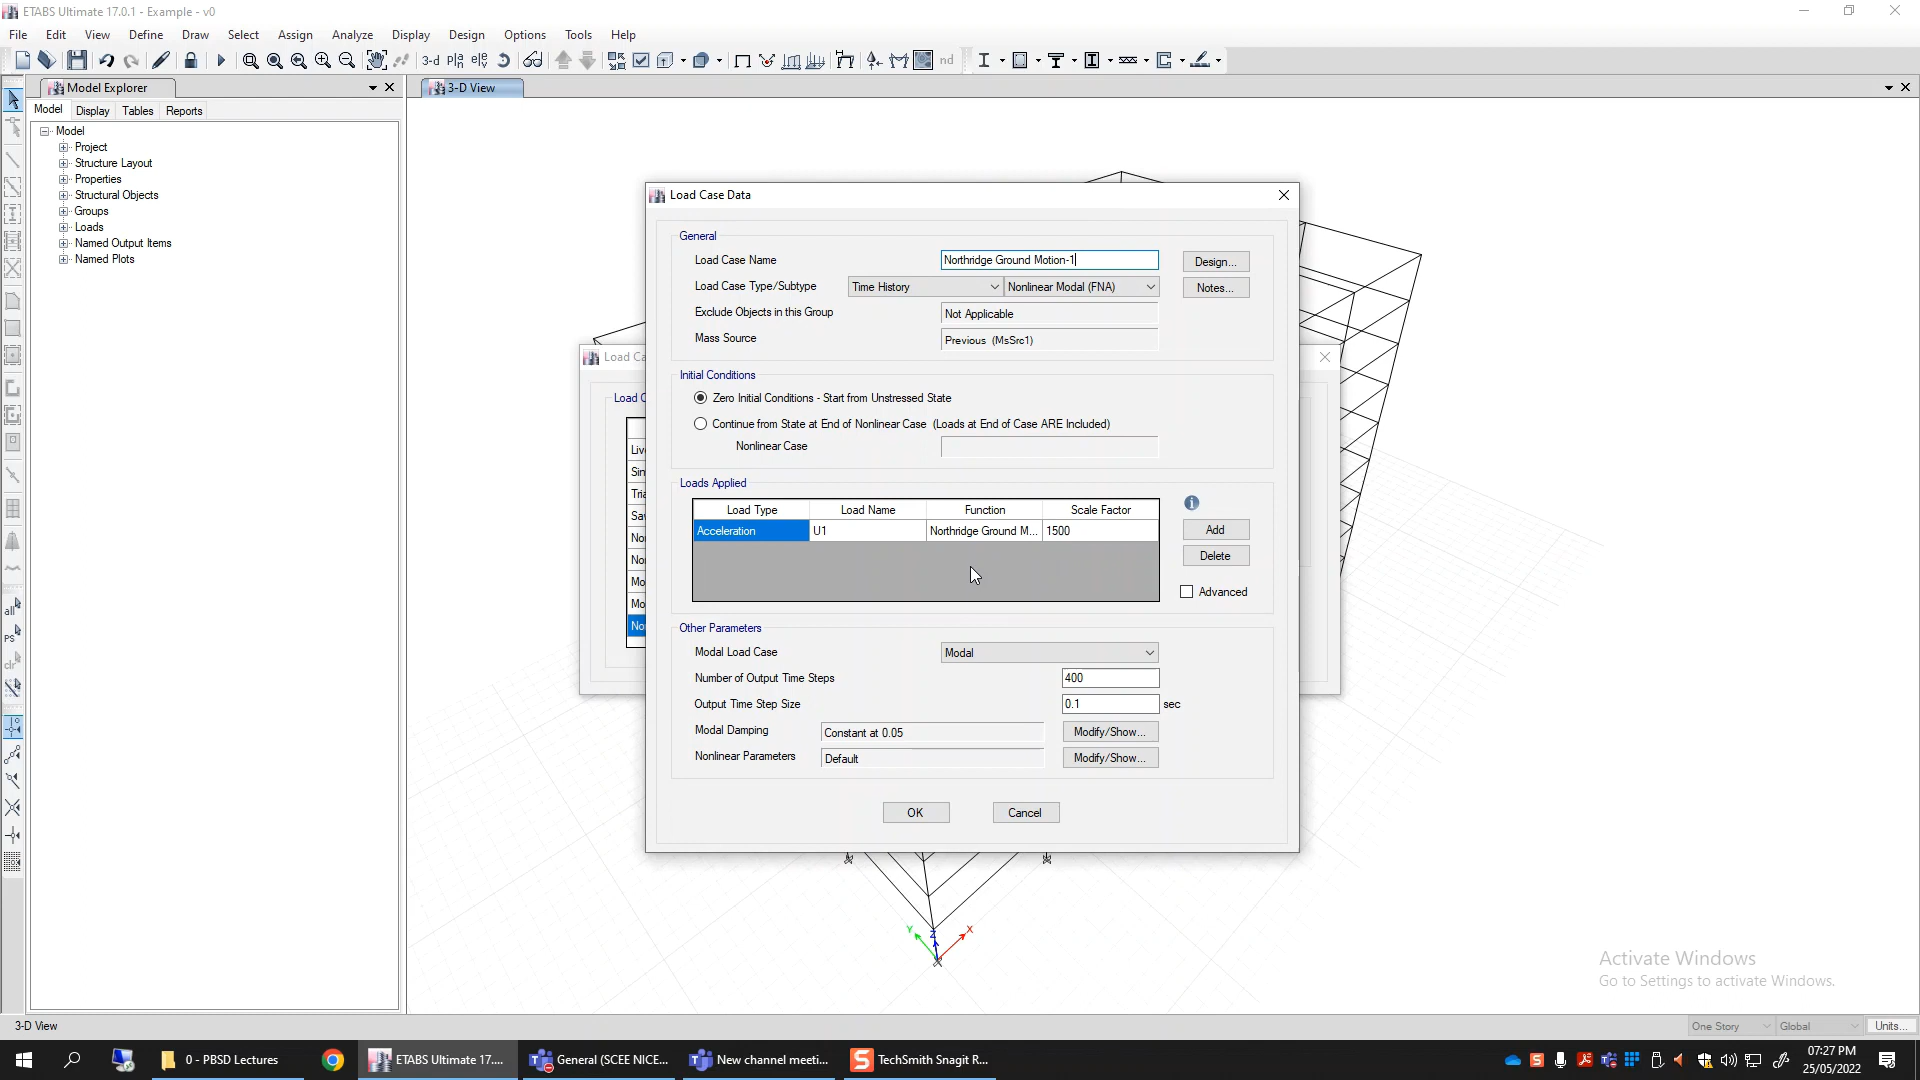 ETABS Ultimate 17.0.1 - Example - v0
File Edit View Define Draw Select Assign Analyze Display Design Options Tools Help
3-d nd
Model Explorer
3-D View
Model Display Tables Reports
Model
Project
Structure Layout
Properties
Structural Objects
Groups
Loads
Named Output Items
Named Plots
all
PS
clr
Load Case Data
General
Load Case Name Northridge Ground Motion-1 Design...
Load Case Type/Subtype Time History Nonlinear Modal (FNA) Notes...
Exclude Objects in this Group Not Applicable
Mass Source Previous (MsSrc1)
Initial Conditions
Zero Initial Conditions - Start from Unstressed State
Continue from State at End of Nonlinear Case (Loads at End of Case ARE Included)
Nonlinear Case
Loads Applied
Load Type Load Name Function Scale Factor
Acceleration U1 Northridge Ground M... 1500
Add
Delete
Advanced
Other Parameters
Modal Load Case Modal
Number of Output Time Steps 400
Output Time Step Size 0.1 sec
Modal Damping Constant at 0.05 Modify/Show...
Nonlinear Parameters Default Modify/Show...
OK Cancel
Y Z X
Activate Windows
Go to Settings to activate Windows.
3-D View One Story Global Units...
0 - PBSD Lectures ETABS Ultimate 17.... General (SCEE NICE... New channel meeti... TechSmith Snagit R...
07:27 PM
25/05/2022